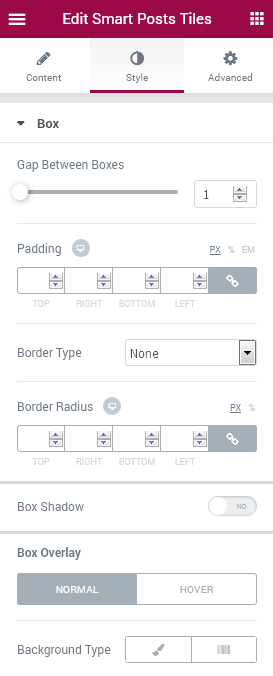 Edit Smart Posts Tiles
Content Style Advanced
Box
Gap Between Boxes
1
Padding PX % EM
TOP RIGHT BOTTOM LEFT
Border Type None
Border Radius PX %
TOP RIGHT BOTTOM LEFT
Box Shadow NO
Box Overlay
NORMAL HOVER
Background Type